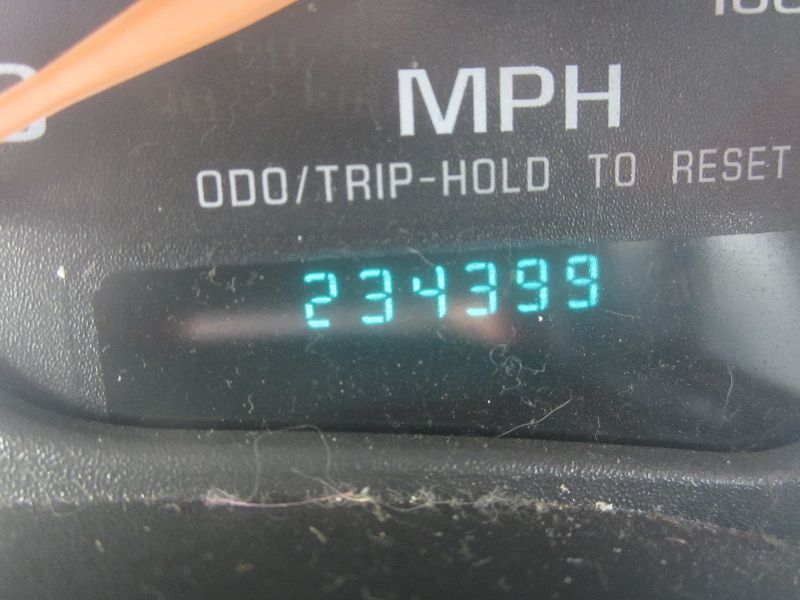 MPH
ODO/TRIP-HOLD TO RESET
234399